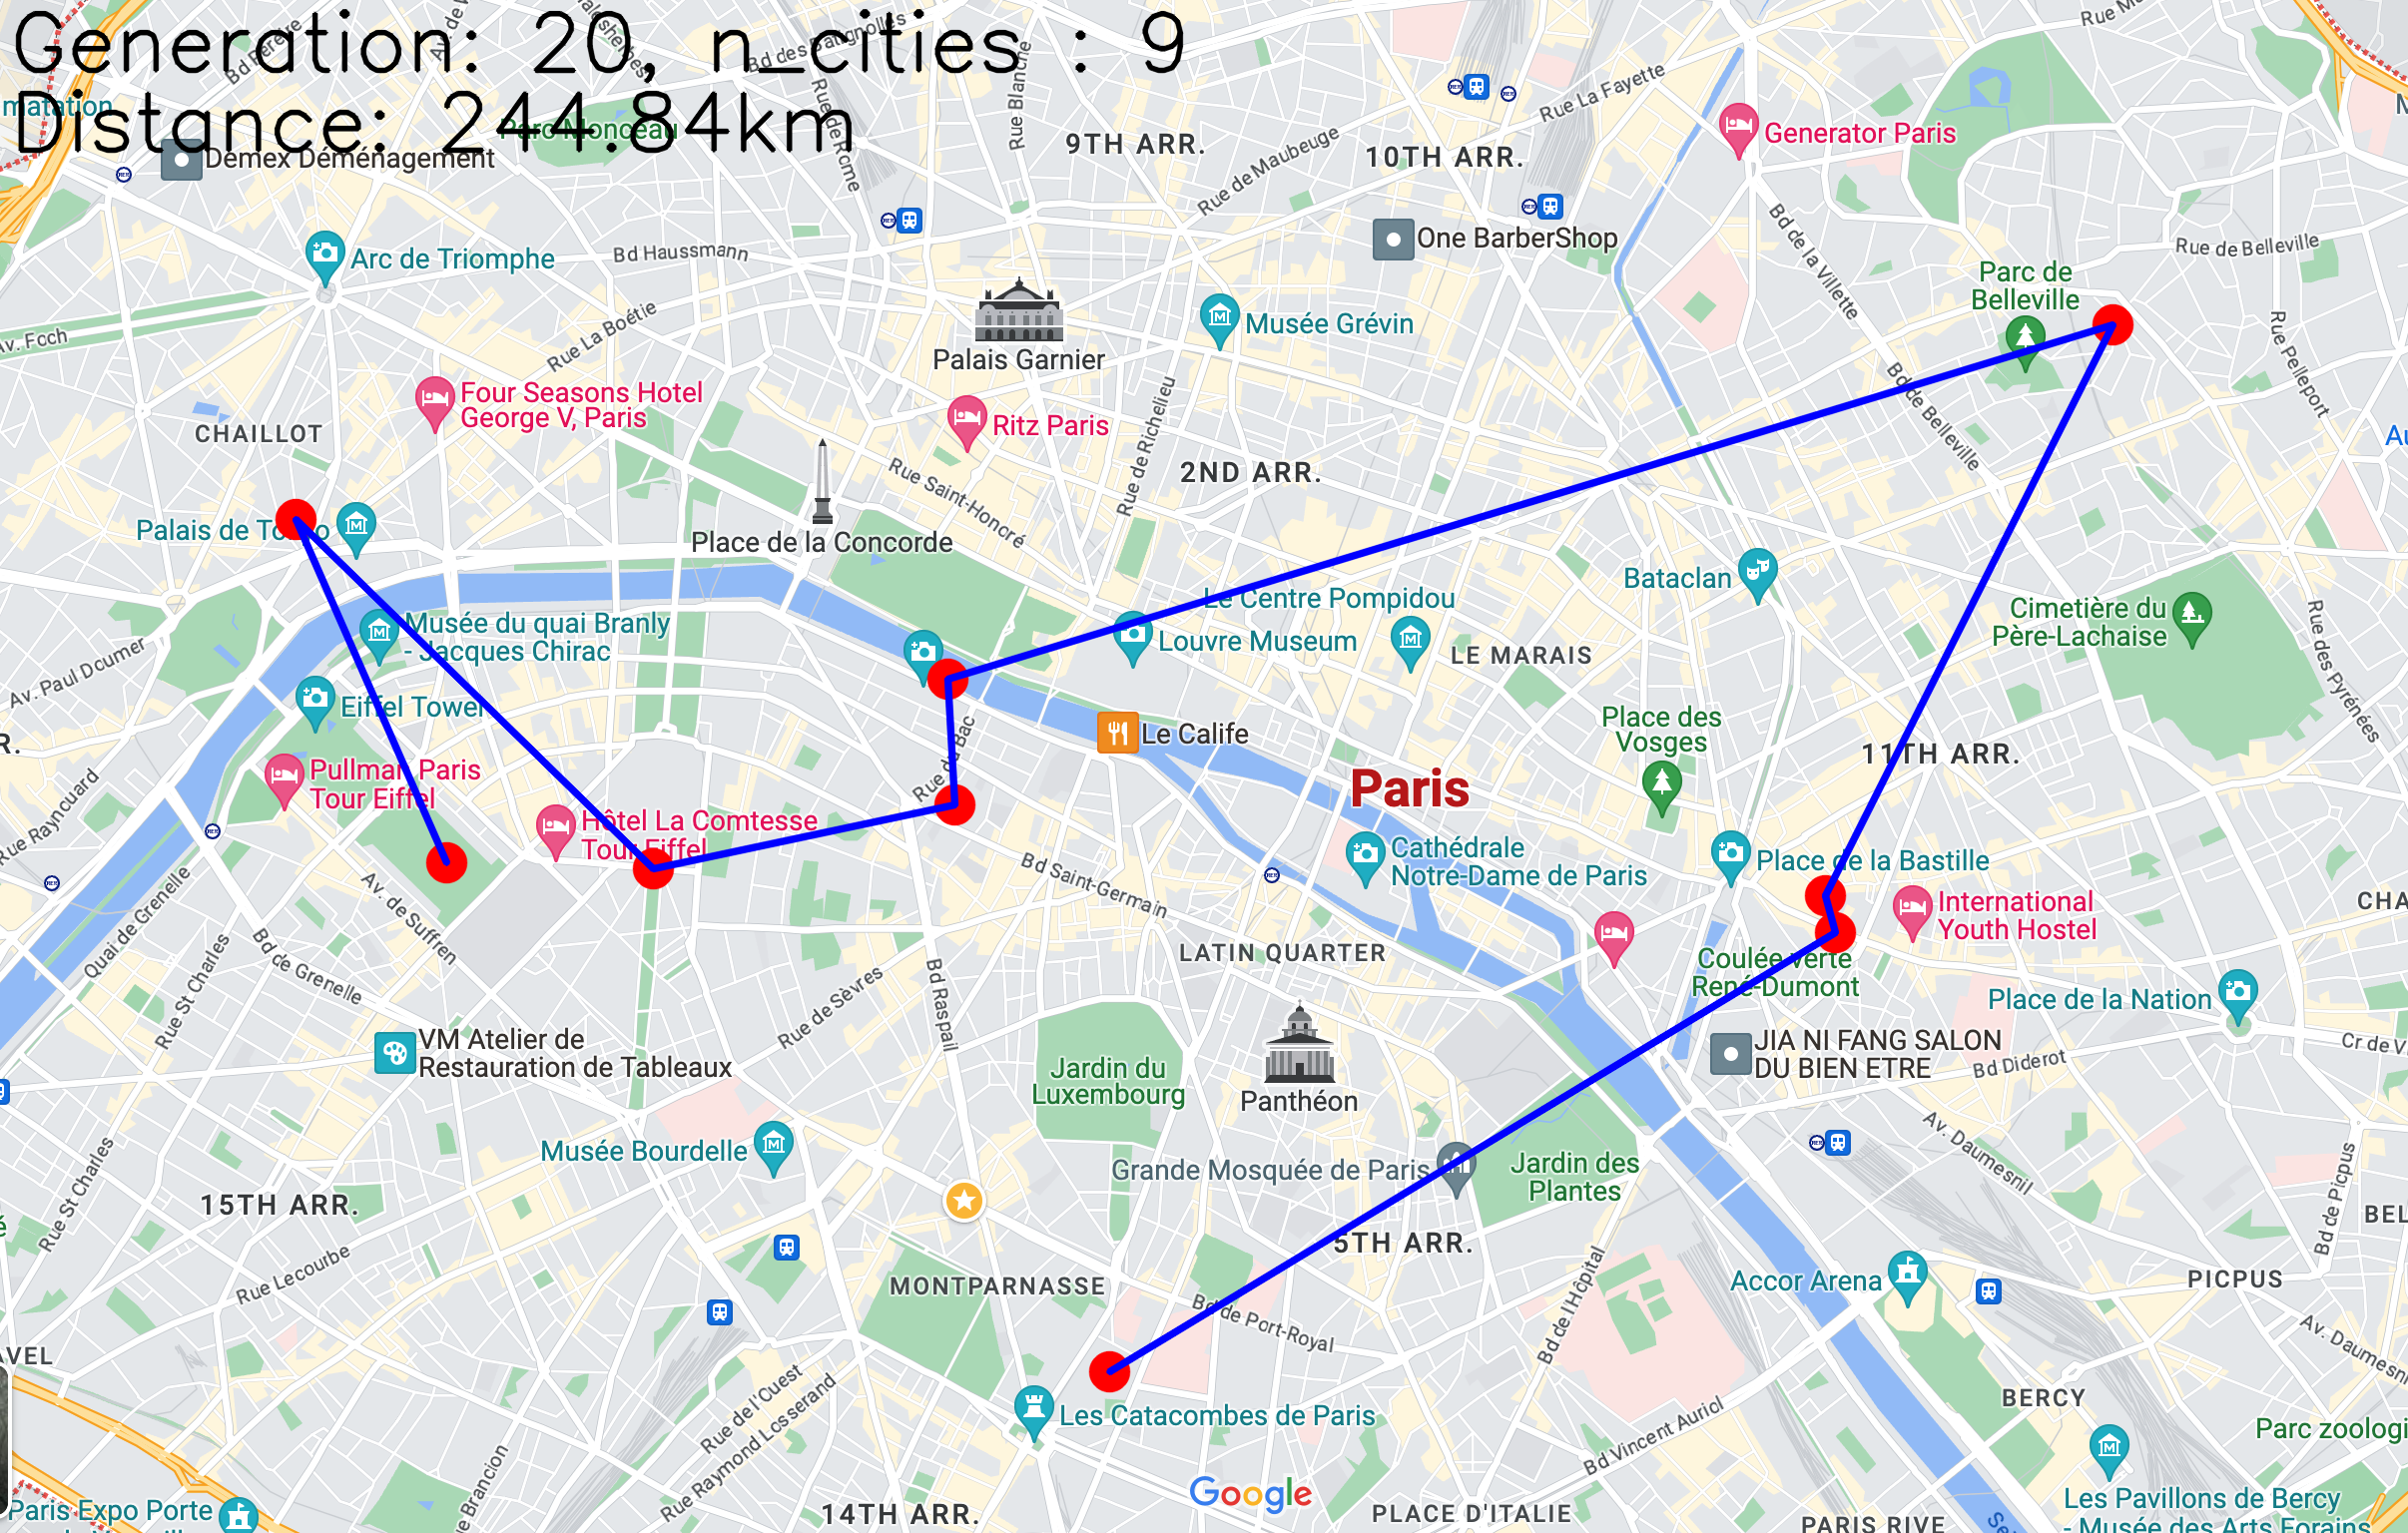 Generation: 20, n_cities : 9
Distance: 244.84km
Bd Pereire
Bd des Batignolles
Rue Blanche
Rue de Rome
Parc Monceau
matation
Demex Déménagement
9TH ARR.
10TH ARR.
Rue La Fayette
Rue de Maubeuge
Generator Paris
One BarberShop
Bd de la Villette
Rue de Belleville
Parc de
Belleville
Arc de Triomphe
Bd Haussmann
Rue La Boétie
Av. Foch
Musée Grévin
Palais Garnier
Rue Pelleport
Bd de Belleville
Four Seasons Hotel
George V, Paris
CHAILLOT
Ritz Paris
Rue de Richelieu
2ND ARR.
Rue Saint-Honoré
Place de la Concorde
Palais de To o
Bataclan
Le Centre Pompidou
Louvre Museum
LE MARAIS
Cimetière du
Père-Lachaise
Rue des Pyrénées
Musée du quai Branly
- Jacques Chirac
Av. Paul Doumer
Eiffel Tower
Place des
Vosges
11TH ARR.
Le Calife
Rue du Bac
Paris
Pullman Paris
Tour Eiffel
Rue Raynouard
Hôtel La Comtesse
Tour Eiffel
Cathédrale
Notre-Dame de Paris
Place de la Bastille
Bd Saint-Germain
Av. de Suffren
Quai de Grenelle
Bd de Grenelle
Rue St Charles
International
Youth Hostel
CHA
LATIN QUARTER
Coulée verte
René-Dumont
Place de la Nation
Rue de Sèvres
Bd Raspail
VM Atelier de
Restauration de Tableaux
Jardin du
Luxembourg
Panthéon
JIA NI FANG SALON
DU BIEN ETRE
Bd Diderot
Cr de V
Musée Bourdelle
Grande Mosquée de Paris
Jardin des
Plantes
Av. Daumesnil
Bd de Picpus
15TH ARR.
Rue St Charles
Rue Lecourbe
5TH ARR.
BEL
MONTPARNASSE
Bd de Port-Royal
Bd de l'Hôpital
Accor Arena
PICPUS
Av. Daumesni
AVEL
Rue de l'Ouest
Rue Raymond Losserand
Les Catacombes de Paris
Bd Vincent Auriol
BERCY
Parc zoologi
e Brancion
Google
Paris Expo Porte
14TH ARR.
PLACE D'ITALIE
PARIS RIVE
Les Pavillons de Bercy
- Musée des Arts Forains